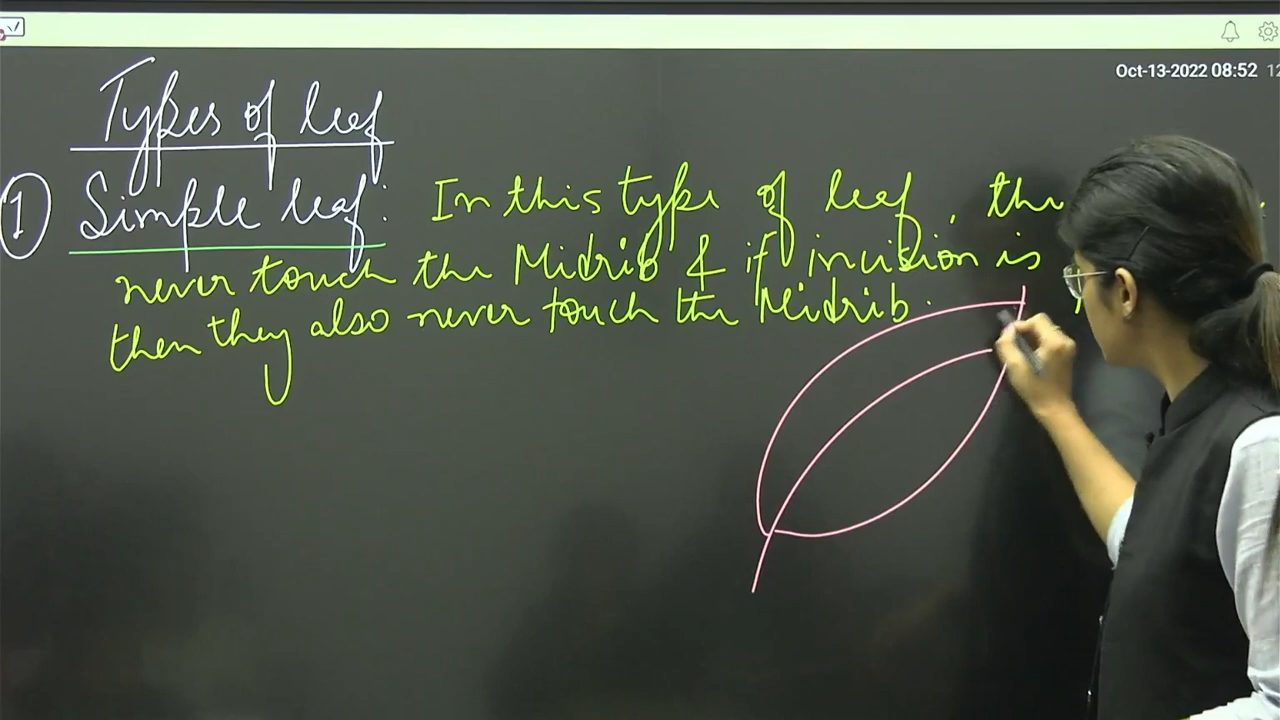 Oct-13-2022 08:52
Types of leaf
① Simple leaf: In this type of leaf, the
never touch the Midrib & if incision is
then they also never touch the Midrib.